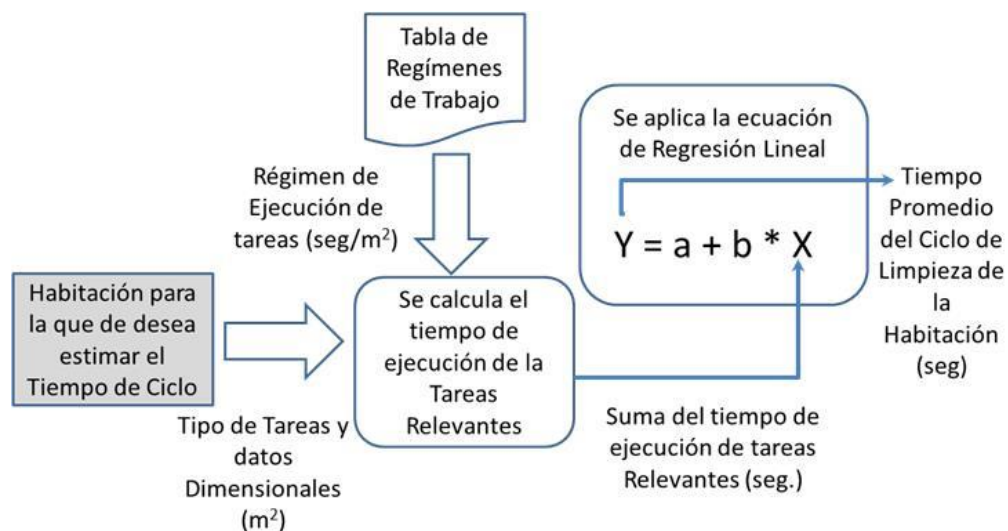 Tabla de
Regímenes
de Trabajo
Se aplica la ecuación
de Regresión Lineal
Y = a + b * X
Tiempo
Promedio
del Ciclo de
Limpieza de
la
Habitación
(seg)
Régimen de
Ejecución de
tareas (seg/m²)
Habitación para
la que de desea
estimar el
Tiempo de Ciclo
Se calcula el
tiempo de
ejecución de la
Tareas
Relevantes
Tipo de Tareas y
datos
Dimensionales
(m²)
Suma del tiempo de
ejecución de tareas
Relevantes (seg.)